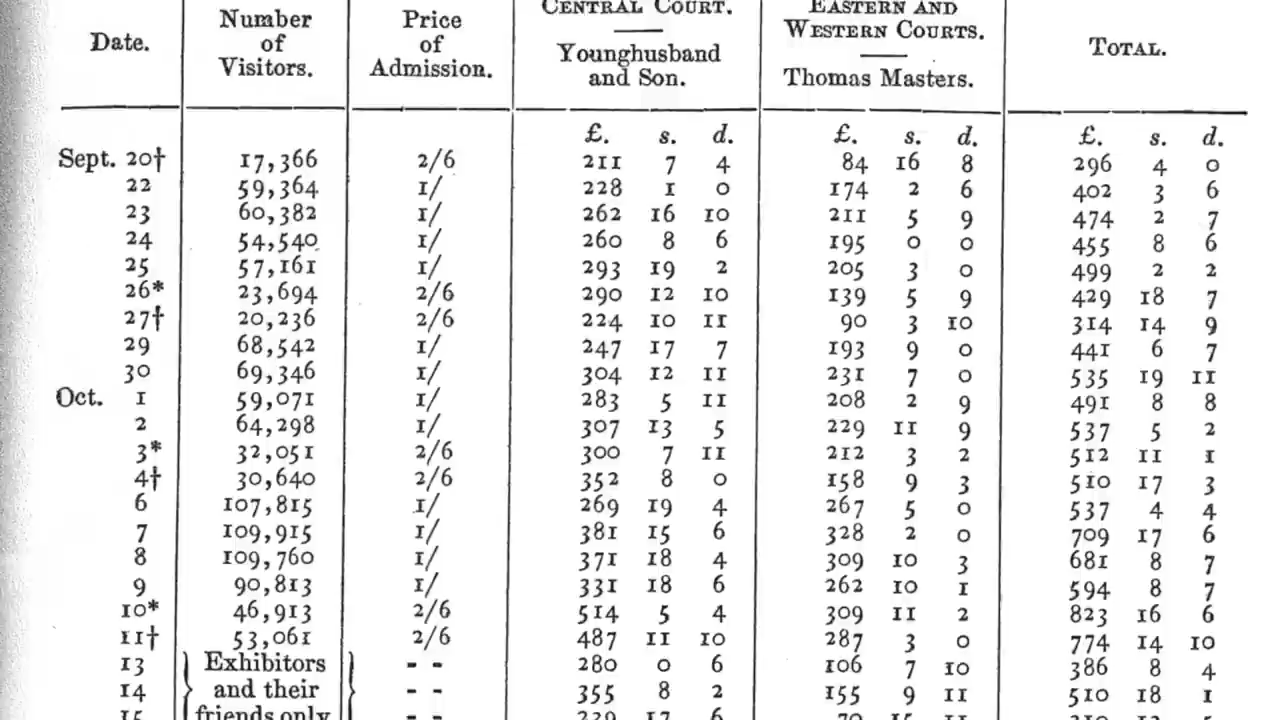 Date. Number of Visitors. Price of Admission. CENTRAL COURT. Younghusband and Son. EASTERN AND WESTERN COURTS. Thomas Masters. TOTAL.
£. s. d. £. s. d. £. s. d.
Sept. 20† 17,366 2/6 211 7 4 84 16 8 296 4 0
22 59,364 1/ 228 1 0 174 2 6 402 3 6
23 60,382 1/ 262 16 10 211 5 9 474 2 7
24 54,540 1/ 260 8 6 195 0 0 455 8 6
25 57,161 1/ 293 19 2 205 3 0 499 2 2
26* 23,694 2/6 290 12 10 139 5 9 429 18 7
27† 20,236 2/6 224 10 11 90 3 10 314 14 9
29 68,542 1/ 247 17 7 193 9 0 441 6 7
30 69,346 1/ 304 12 11 231 7 0 535 19 11
Oct. 1 59,071 1/ 283 5 11 208 2 9 491 8 8
2 64,298 1/ 307 13 5 229 11 9 537 5 2
3* 32,051 2/6 300 7 11 212 3 2 512 11 1
4† 30,640 2/6 352 8 0 158 9 3 510 17 3
6 107,815 1/ 269 19 4 267 5 0 537 4 4
7 109,915 1/ 381 15 6 328 2 0 709 17 6
8 109,760 1/ 371 18 4 309 10 3 681 8 7
9 90,813 1/ 331 18 6 262 10 1 594 8 7
10* 46,913 2/6 514 5 4 309 11 2 823 16 6
11† 53,061 2/6 487 11 10 287 3 0 774 14 10
13 Exhibitors - - 280 0 6 106 7 10 386 8 4
14 and their - - 355 8 2 155 9 11 510 18 1
15 friends only - - 17 6